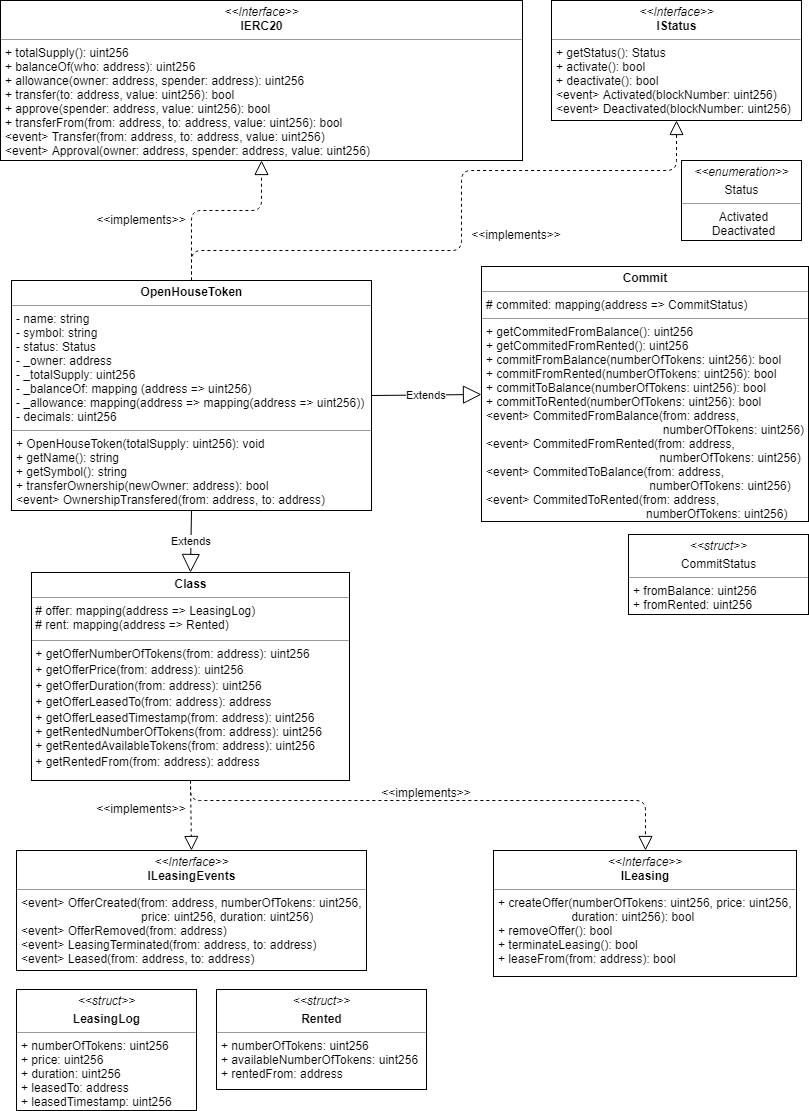 <<Interface>>
IERC20
+ totalSupply(): uint256
+ balanceOf(who: address): uint256
+ allowance(owner: address, spender: address): uint256
+ transfer(to: address, value: uint256): bool
+ approve(spender: address, value: uint256): bool
+ transferFrom(from: address, to: address, value: uint256): bool
<event> Transfer(from: address, to: address, value: uint256)
<event> Approval(owner: address, spender: address, value: uint256)
<<Interface>>
IStatus
+ getStatus(): Status
+ activate(): bool
+ deactivate(): bool
<event> Activated(blockNumber: uint256)
<event> Deactivated(blockNumber: uint256)
<<enumeration>>
Status
Activated
Deactivated
<<implements>>
<<implements>>
OpenHouseToken
- name: string
- symbol: string
- status: Status
- _owner: address
- _totalSupply: uint256
- _balanceOf: mapping (address => uint256)
- _allowance: mapping(address => mapping(address => uint256))
- decimals: uint256
+ OpenHouseToken(totalSupply: uint256): void
+ getName(): string
+ getSymbol(): string
+ transferOwnership(newOwner: address): bool
<event> OwnershipTransfered(from: address, to: address)
Extends
Commit
# commited: mapping(address => CommitStatus)
+ getCommitedFromBalance(): uint256
+ getCommitedFromRented(): uint256
+ commitFromBalance(numberOfTokens: uint256): bool
+ commitFromRented(numberOfTokens: uint256): bool
+ commitToBalance(numberOfTokens: uint256): bool
+ commitToRented(numberOfTokens: uint256): bool
<event> CommitedFromBalance(from: address,
numberOfTokens: uint256)
<event> CommitedFromRented(from: address,
numberOfTokens: uint256)
<event> CommitedToBalance(from: address,
numberOfTokens: uint256)
<event> CommitedToRented(from: address,
numberOfTokens: uint256)
<<struct>>
CommitStatus
+ fromBalance: uint256
+ fromRented: uint256
Extends
Class
# offer: mapping(address => LeasingLog)
# rent: mapping(address => Rented)
+ getOfferNumberOfTokens(from: address): uint256
+ getOfferPrice(from: address): uint256
+ getOfferDuration(from: address): uint256
+ getOfferLeasedTo(from: address): address
+ getOfferLeasedTimestamp(from: address): uint256
+ getRentedNumberOfTokens(from: address): uint256
+ getRentedAvailableTokens(from: address): uint256
+ getRentedFrom(from: address): address
<<implements>>
<<implements>>
<<Interface>>
ILeasingEvents
<event> OfferCreated(from: address, numberOfTokens: uint256,
price: uint256, duration: uint256)
<event> OfferRemoved(from: address)
<event> LeasingTerminated(from: address, to: address)
<event> Leased(from: address, to: address)
<<Interface>>
ILeasing
+ createOffer(numberOfTokens: uint256, price: uint256,
duration: uint256): bool
+ removeOffer(): bool
+ terminateLeasing(): bool
+ leaseFrom(from: address): bool
<<struct>>
LeasingLog
+ numberOfTokens: uint256
+ price: uint256
+ duration: uint256
+ leasedTo: address
+ leasedTimestamp: uint256
<<struct>>
Rented
+ numberOfTokens: uint256
+ availableNumberOfTokens: uint256
+ rentedFrom: address